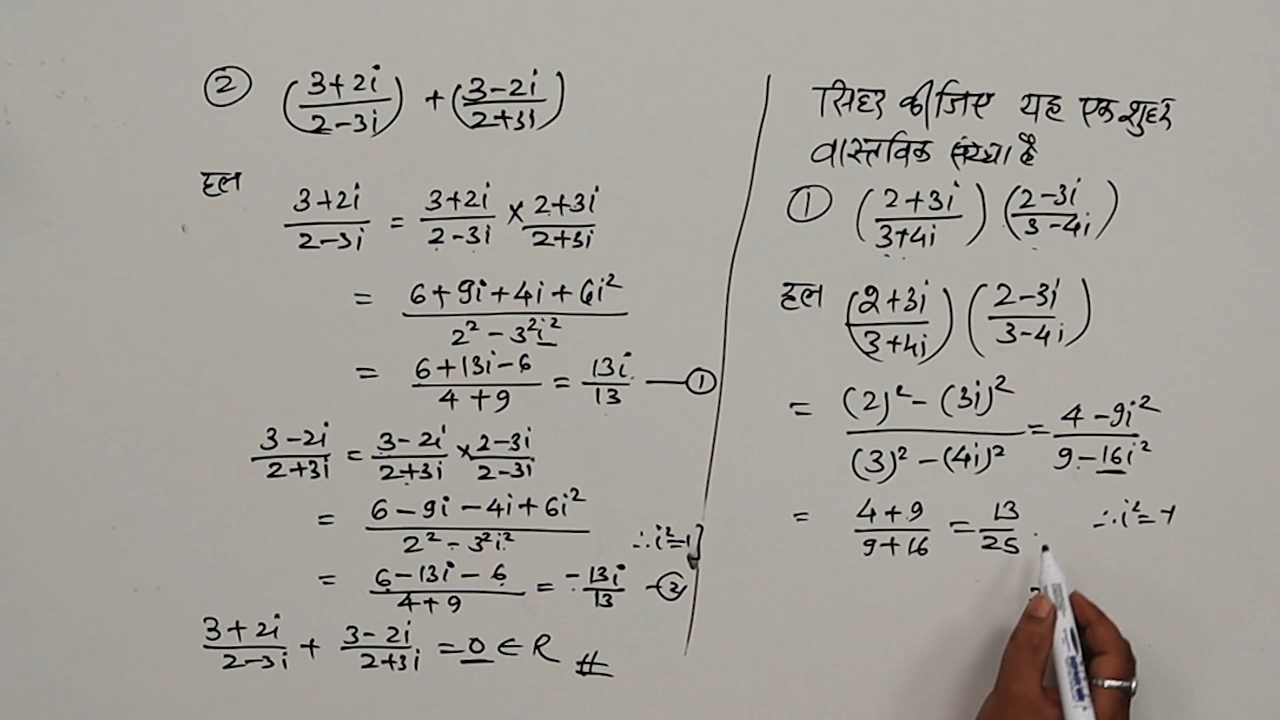 ② (3+2i / 2-3i) + (3-2i / 2+3i)
हल
3+2i / 2-3i = 3+2i / 2-3i × 2+3i / 2+3i
= 6+9i+4i+6i² / 2² - 3²i²
= 6+13i-6 / 4+9 = 13i / 13 —①
3-2i / 2+3i = 3-2i / 2+3i × 2-3i / 2-3i
= 6-9i-4i+6i² / 2² - 3²i² ∴i²=-1]
= 6-13i-6 / 4+9 = -13i / 13 -②
3+2i / 2-3i + 3-2i / 2+3i = 0 ∈ R #
सिद्ध कीजिए यह एक शुद्ध
वास्तविक संख्या है
① (2+3i / 3+4i) (2-3i / 3-4i)
हल (2+3i / 3+4i) (2-3i / 3-4i)
= (2)² - (3i)² / (3)² - (4i)² = 4-9i² / 9-16i²
= 4+9 / 9+16 = 13 / 25 ∴i²=-1